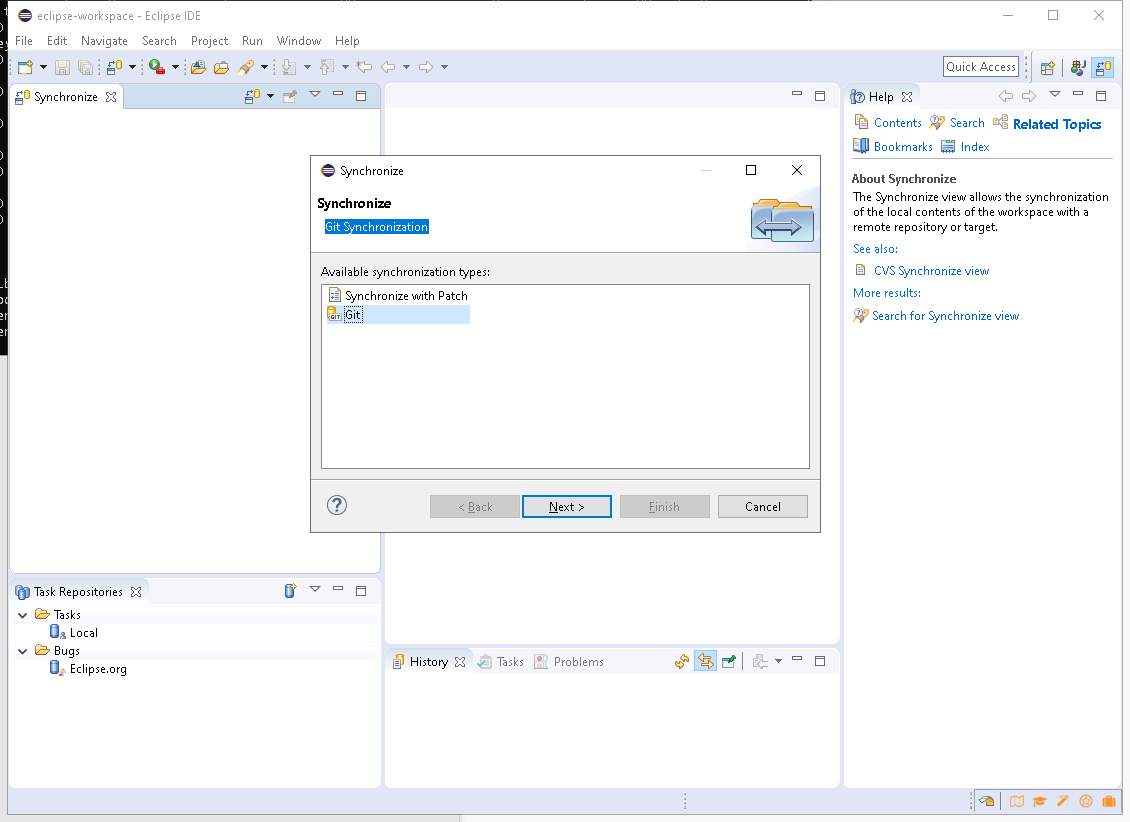 eclipse-workspace - Eclipse IDE
File Edit Navigate Search Project Run Window Help
Quick Access
Synchronize
Help
Contents Search Related Topics
Bookmarks Index
About Synchronize
The Synchronize view allows the synchronization
of the local contents of the workspace with a
remote repository or target.
See also:
CVS Synchronize view
More results:
Search for Synchronize view
Synchronize
Synchronize
Git Synchronization
Available synchronization types:
Synchronize with Patch
GIT Git
< Back Next > Finish Cancel
Task Repositories
Tasks
Local
Bugs
Eclipse.org
History Tasks Problems